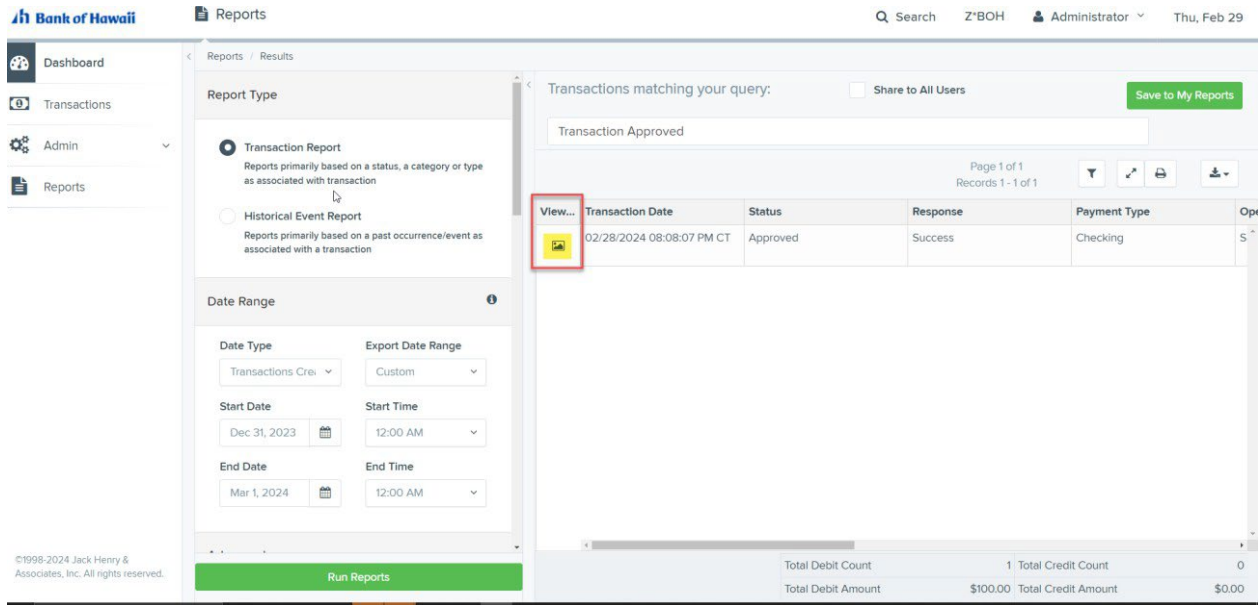 Bank of Hawaii
Reports
Search
Z*BOH
Administrator
Thu, Feb 29
Dashboard
Transactions
Admin
Reports
©1998-2024 Jack Henry &
Associates, Inc. All rights reserved.
Reports / Results
Report Type
Transaction Report
Reports primarily based on a status, a category or type
as associated with transaction
Historical Event Report
Reports primarily based on a past occurrence/event as
associated with a transaction
Date Range
Date Type
Export Date Range
Transactions Cre
Custom
Start Date
Start Time
Dec 31, 2023
12:00 AM
End Date
End Time
Mar 1, 2024
12:00 AM
Run Reports
Transactions matching your query:
Share to All Users
Save to My Reports
Transaction Approved
Page 1 of 1
Records 1 - 1 of 1
View... Transaction Date Status Response Payment Type Ope
02/28/2024 08:08:07 PM CT Approved Success Checking S
Total Debit Count 1 Total Credit Count 0
Total Debit Amount $100.00 Total Credit Amount $0.00